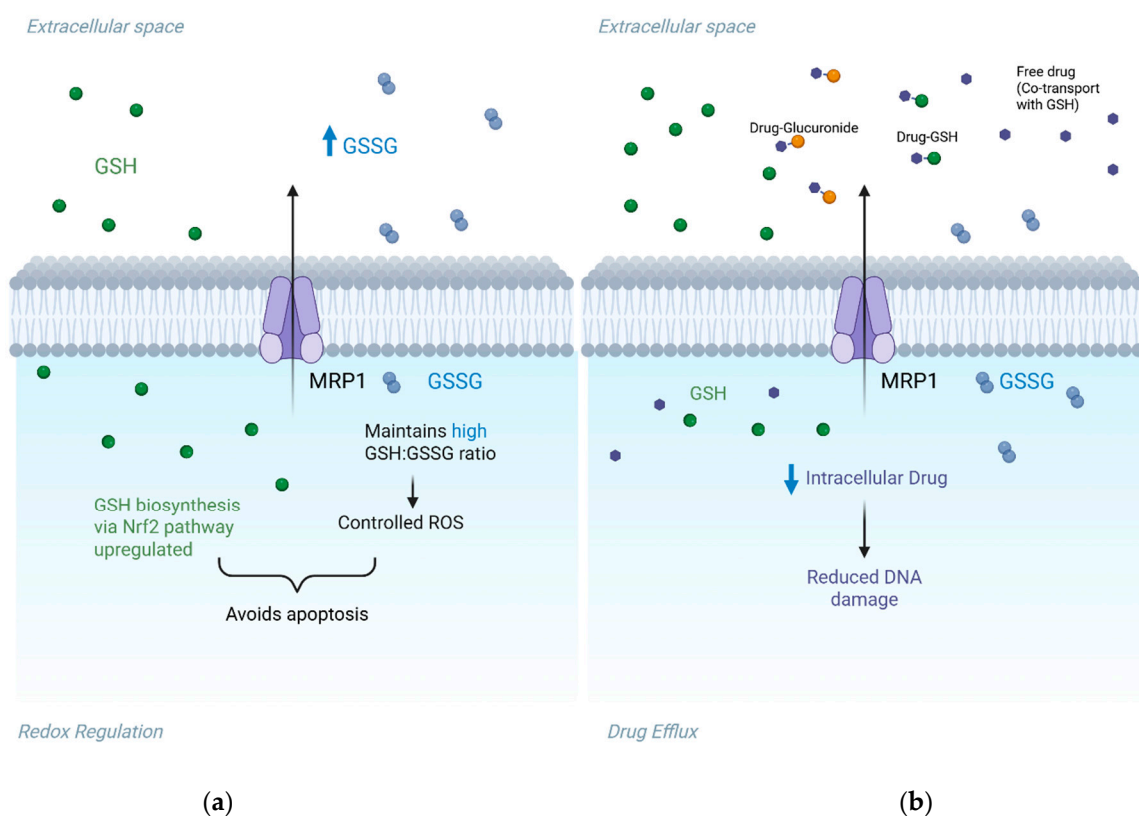 Extracellular space
GSH
GSSG
MRP1
GSSG
Maintains high
GSH:GSSG ratio
Controlled ROS
GSH biosynthesis
via Nrf2 pathway
upregulated
Avoids apoptosis
Redox Regulation
(a)
Extracellular space
Free drug
(Co-transport
with GSH)
Drug-Glucuronide
Drug-GSH
MRP1
GSSG
GSH
Intracellular Drug
Reduced DNA
damage
Drug Efflux
(b)